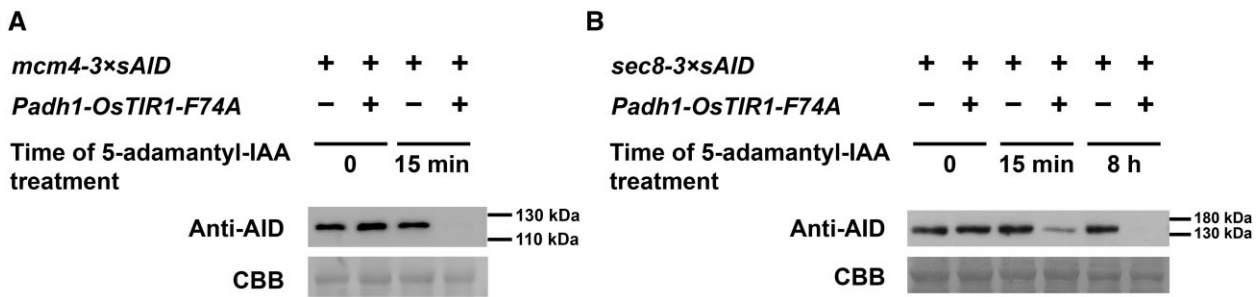 A
mcm4-3×sAID + + + +
Padh1-OsTIR1-F74A − + − +
Time of 5-adamantyl-IAA
treatment
0 15 min
Anti-AID
130 kDa
110 kDa
CBB
B
sec8-3×sAID + + + + + +
Padh1-OsTIR1-F74A − + − + − +
Time of 5-adamantyl-IAA
treatment
0 15 min 8 h
Anti-AID
180 kDa
130 kDa
CBB